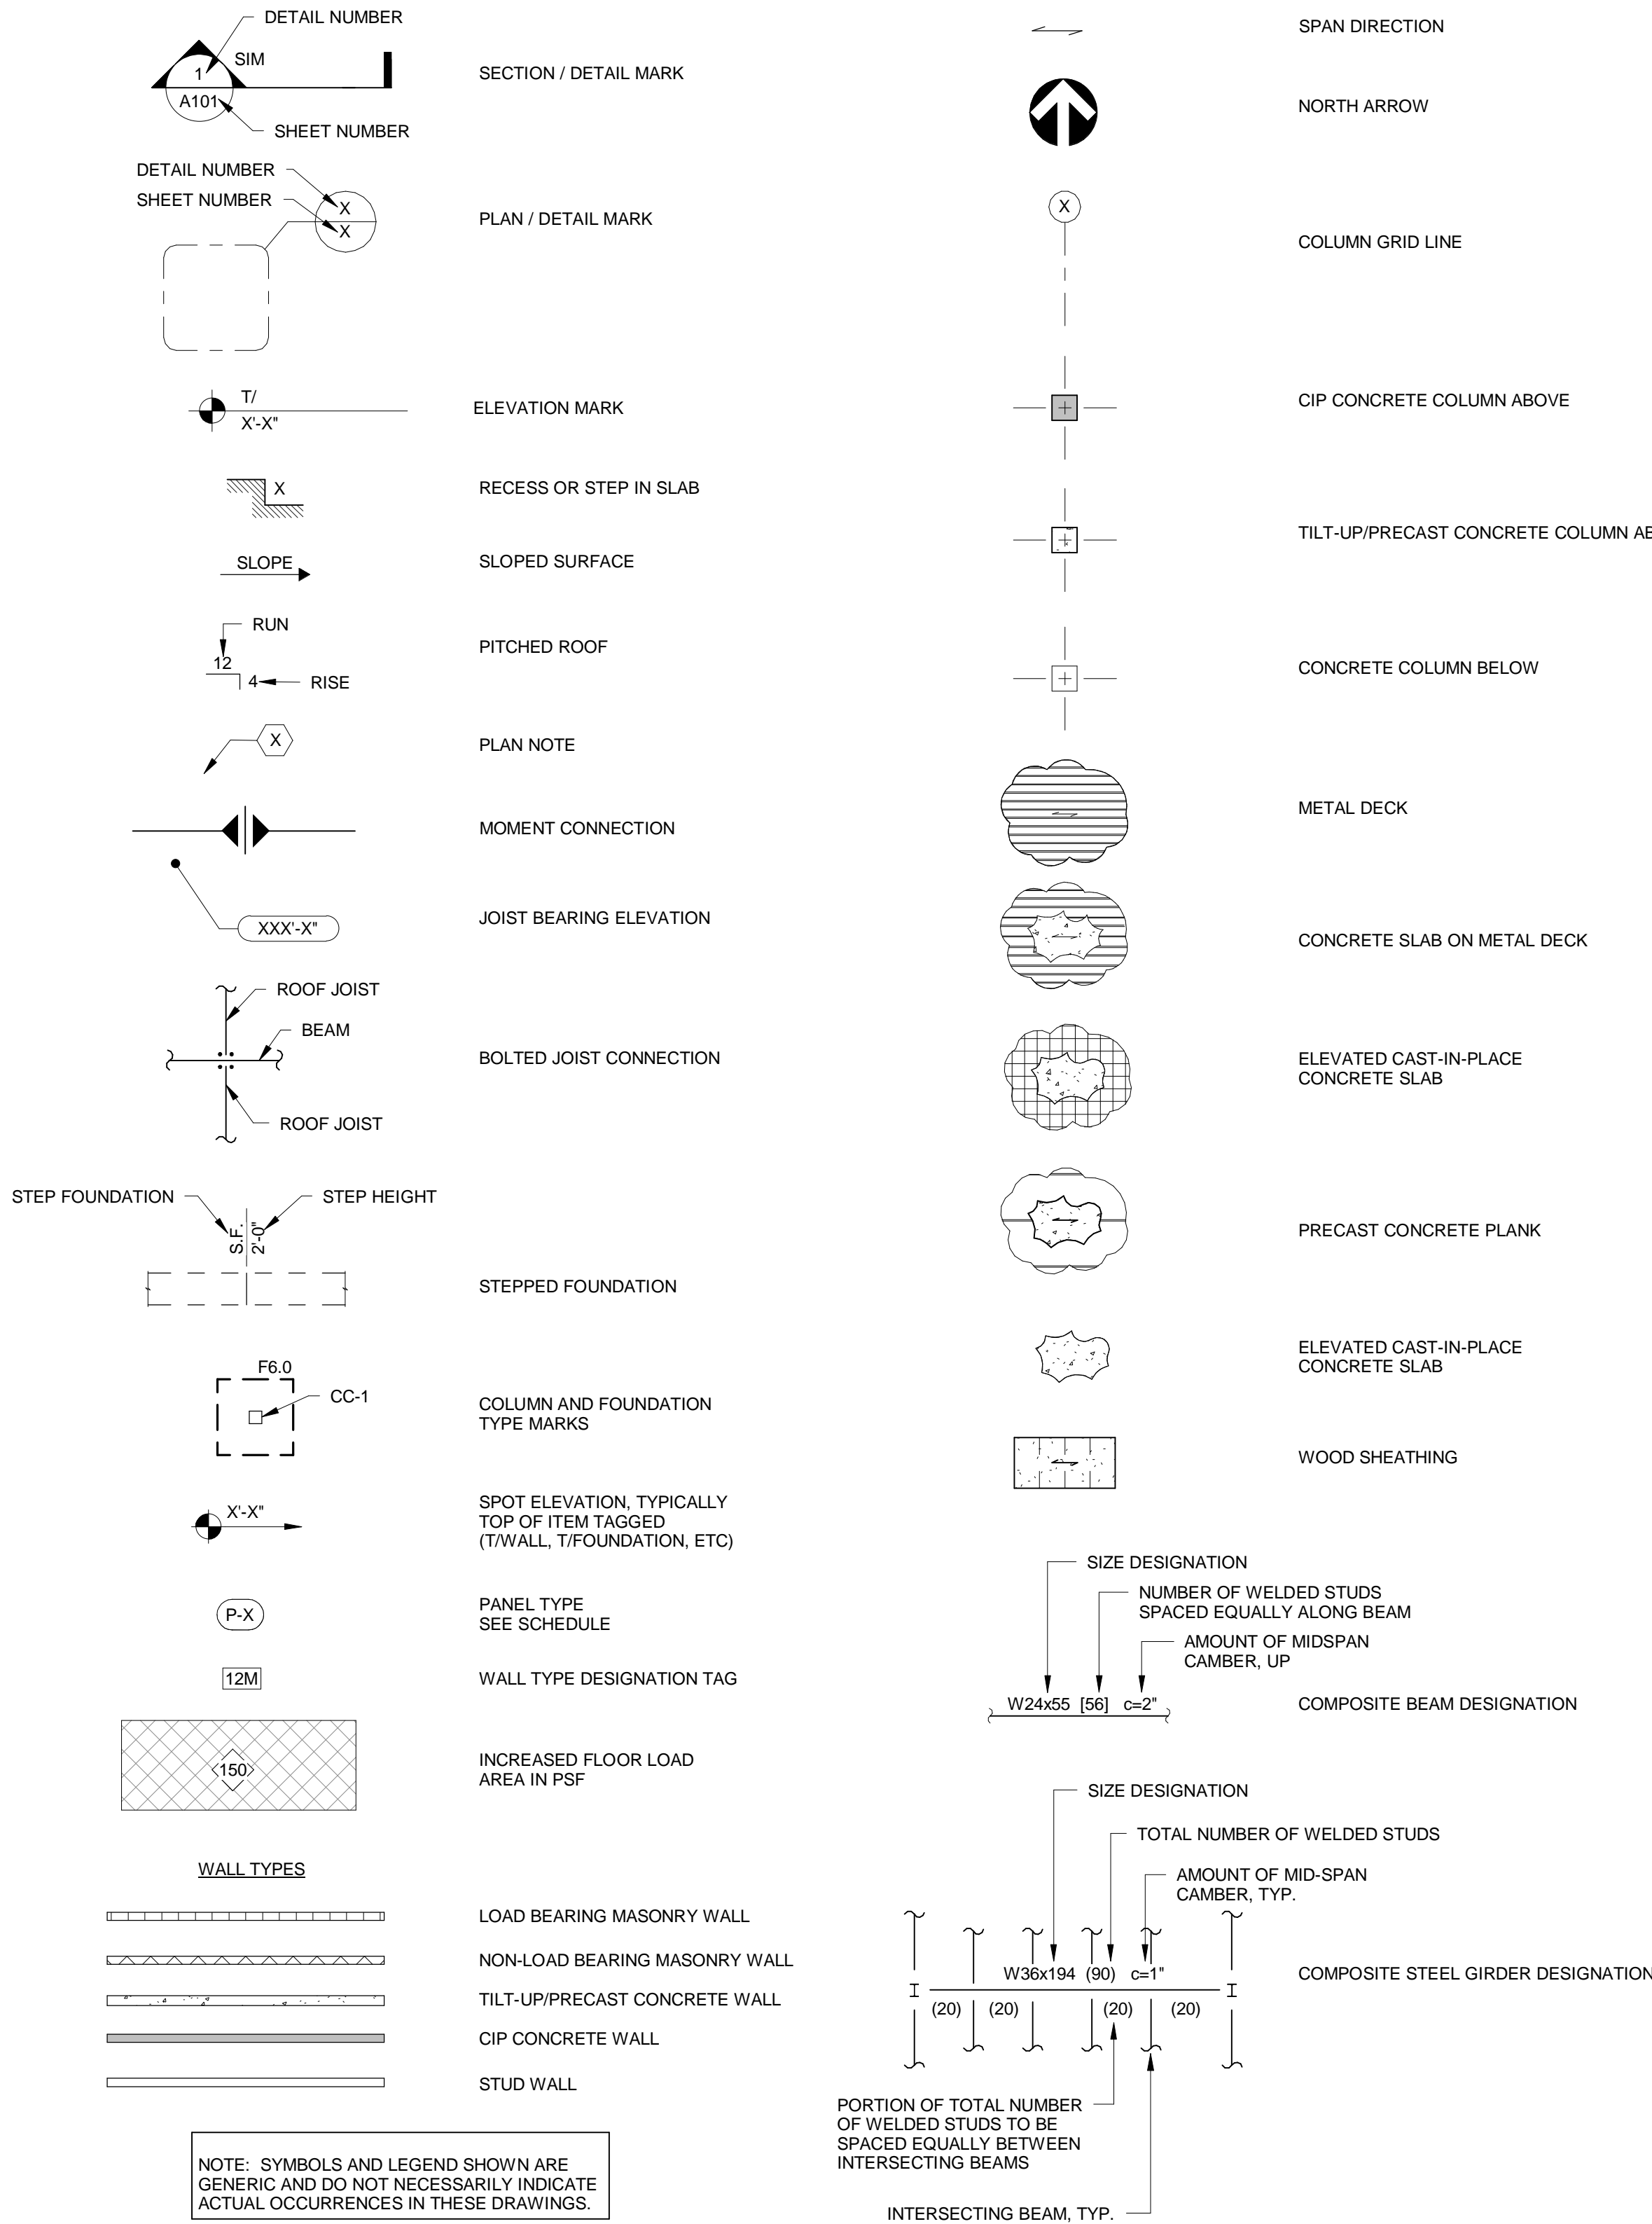 DETAIL NUMBER
SIM
1
A101
SHEET NUMBER
SECTION / DETAIL MARK
DETAIL NUMBER
SHEET NUMBER
X
X
PLAN / DETAIL MARK
T/
X'-X"
ELEVATION MARK
X
RECESS OR STEP IN SLAB
SLOPE
SLOPED SURFACE
RUN
12
4
RISE
PITCHED ROOF
X
PLAN NOTE
MOMENT CONNECTION
XXX'-X"
JOIST BEARING ELEVATION
ROOF JOIST
BEAM
ROOF JOIST
BOLTED JOIST CONNECTION
STEP FOUNDATION
STEP HEIGHT
S.F.
2'-0"
STEPPED FOUNDATION
F6.0
CC-1
COLUMN AND FOUNDATION
TYPE MARKS
X'-X"
SPOT ELEVATION, TYPICALLY
TOP OF ITEM TAGGED
(T/WALL, T/FOUNDATION, ETC)
P-X
PANEL TYPE
SEE SCHEDULE
12M
WALL TYPE DESIGNATION TAG
150
INCREASED FLOOR LOAD
AREA IN PSF
WALL TYPES
LOAD BEARING MASONRY WALL
NON-LOAD BEARING MASONRY WALL
TILT-UP/PRECAST CONCRETE WALL
CIP CONCRETE WALL
STUD WALL
NOTE: SYMBOLS AND LEGEND SHOWN ARE
GENERIC AND DO NOT NECESSARILY INDICATE
ACTUAL OCCURRENCES IN THESE DRAWINGS.
SPAN DIRECTION
NORTH ARROW
X
COLUMN GRID LINE
CIP CONCRETE COLUMN ABOVE
TILT-UP/PRECAST CONCRETE COLUMN
CONCRETE COLUMN BELOW
METAL DECK
CONCRETE SLAB ON METAL DECK
ELEVATED CAST-IN-PLACE
CONCRETE SLAB
PRECAST CONCRETE PLANK
ELEVATED CAST-IN-PLACE
CONCRETE SLAB
WOOD SHEATHING
SIZE DESIGNATION
NUMBER OF WELDED STUDS
SPACED EQUALLY ALONG BEAM
AMOUNT OF MIDSPAN
CAMBER, UP
W24x55 [56] c=2"
COMPOSITE BEAM DESIGNATION
SIZE DESIGNATION
TOTAL NUMBER OF WELDED STUDS
AMOUNT OF MID-SPAN
CAMBER, TYP.
W36x194 (90) c=1"
COMPOSITE STEEL GIRDER DESIGNATION
(20) (20) (20) (20)
PORTION OF TOTAL NUMBER
OF WELDED STUDS TO BE
SPACED EQUALLY BETWEEN
INTERSECTING BEAMS
INTERSECTING BEAM, TYP.